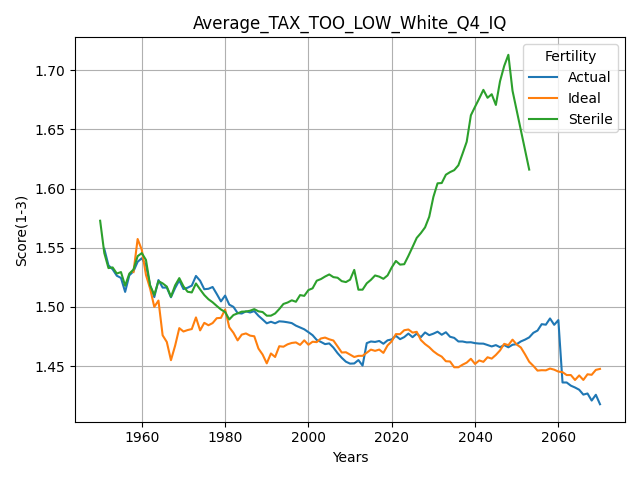 Average_TAX_TOO_LOW_White_Q4_IQ
Fertility
Actual
Ideal
Sterile
Score(1-3)
1.70
1.65
1.60
1.55
1.50
1.45
1960
1980
2000
2020
2040
2060
Years